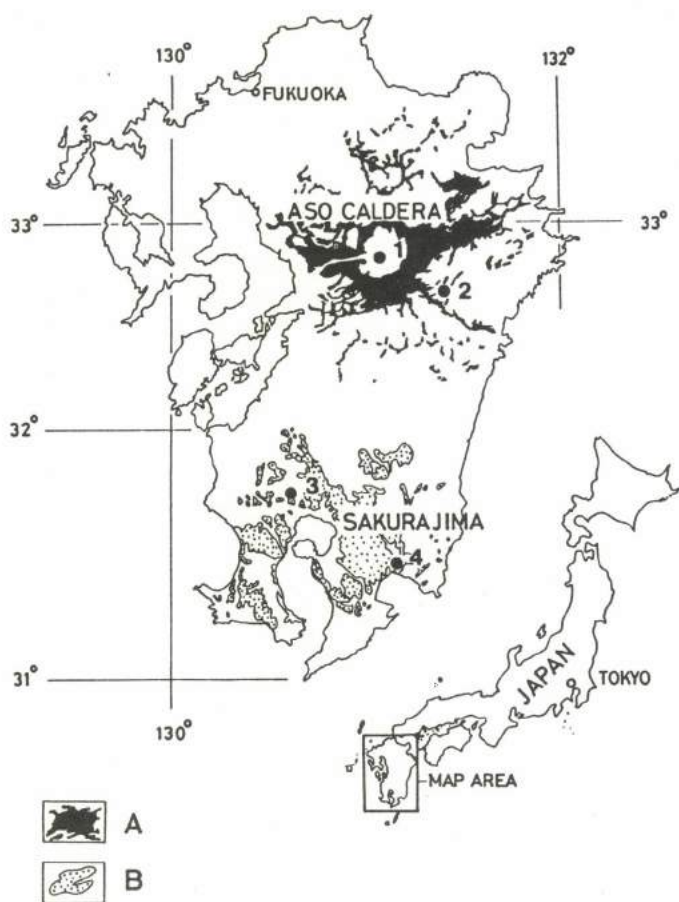 130°
132°
FUKUOKA
33°
ASO CALDERA
33°
1
2
32°
3
SAKURAJIMA
4
31°
130°
JAPAN
TOKYO
MAP AREA
A
B